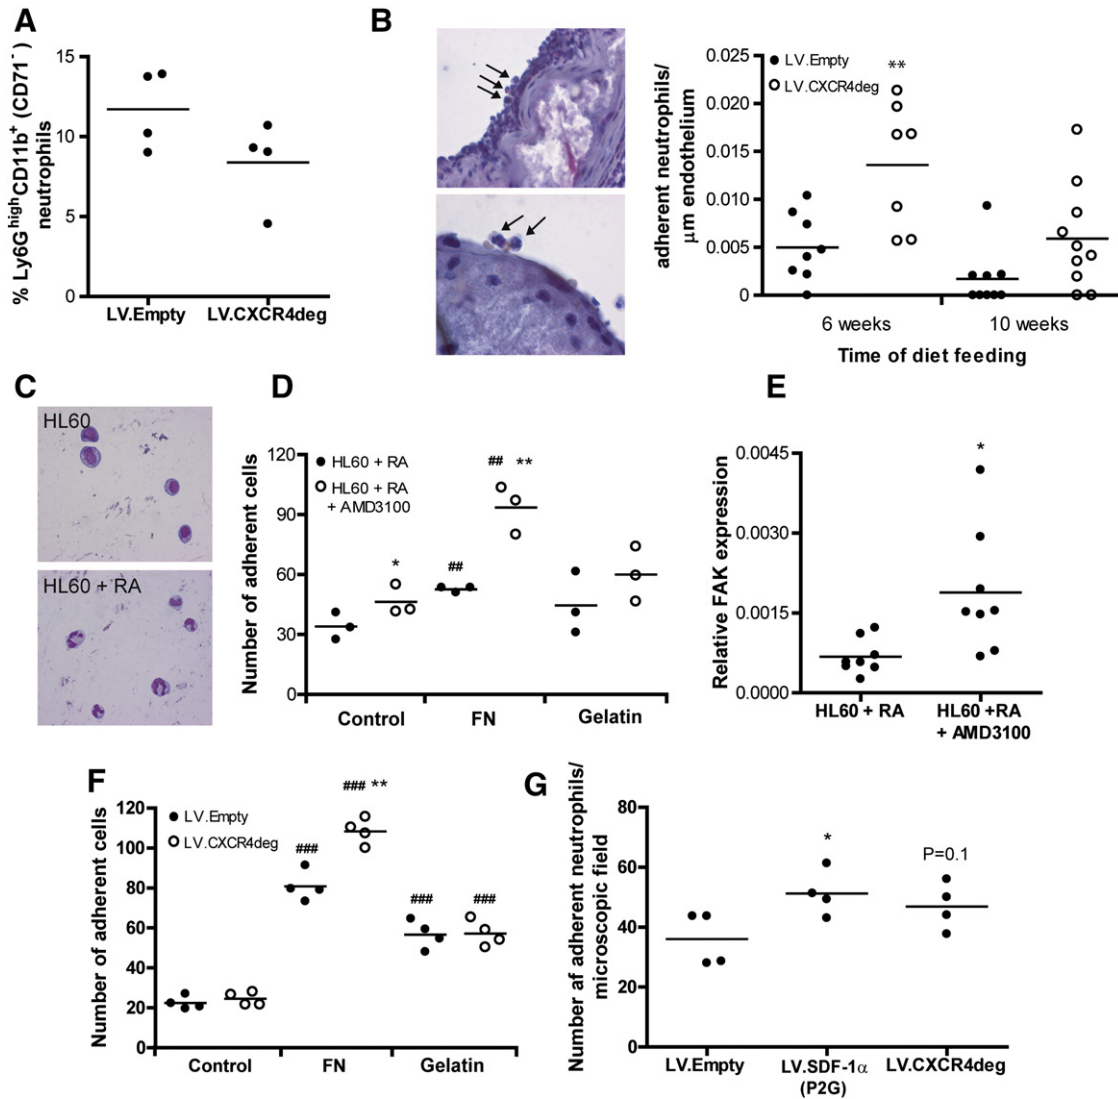 A
% Ly6G^high CD11b^+ (CD71^-)
neutrophils
15
10
5
0
LV.Empty
LV.CXCR4deg
B
adherent neutrophils/
µm endothelium
0.025
0.020
0.015
0.010
0.005
0
LV.Empty
LV.CXCR4deg
**
6 weeks
10 weeks
Time of diet feeding
C
HL60
HL60 + RA
D
Number of adherent cells
120
90
60
30
0
HL60 + RA
HL60 + RA
+ AMD3100
*
##
## **
Control
FN
Gelatin
E
Relative FAK expression
0.0045
0.0030
0.0015
0.0000
*
HL60 + RA
HL60 +RA
+ AMD3100
F
Number of adherent cells
120
100
80
60
40
20
0
LV.Empty
LV.CXCR4deg
###
### **
###
###
Control
FN
Gelatin
G
Number af adherent neutrophils/
microscopic field
80
60
40
20
0
*
P=0.1
LV.Empty
LV.SDF-1α
(P2G)
LV.CXCR4deg